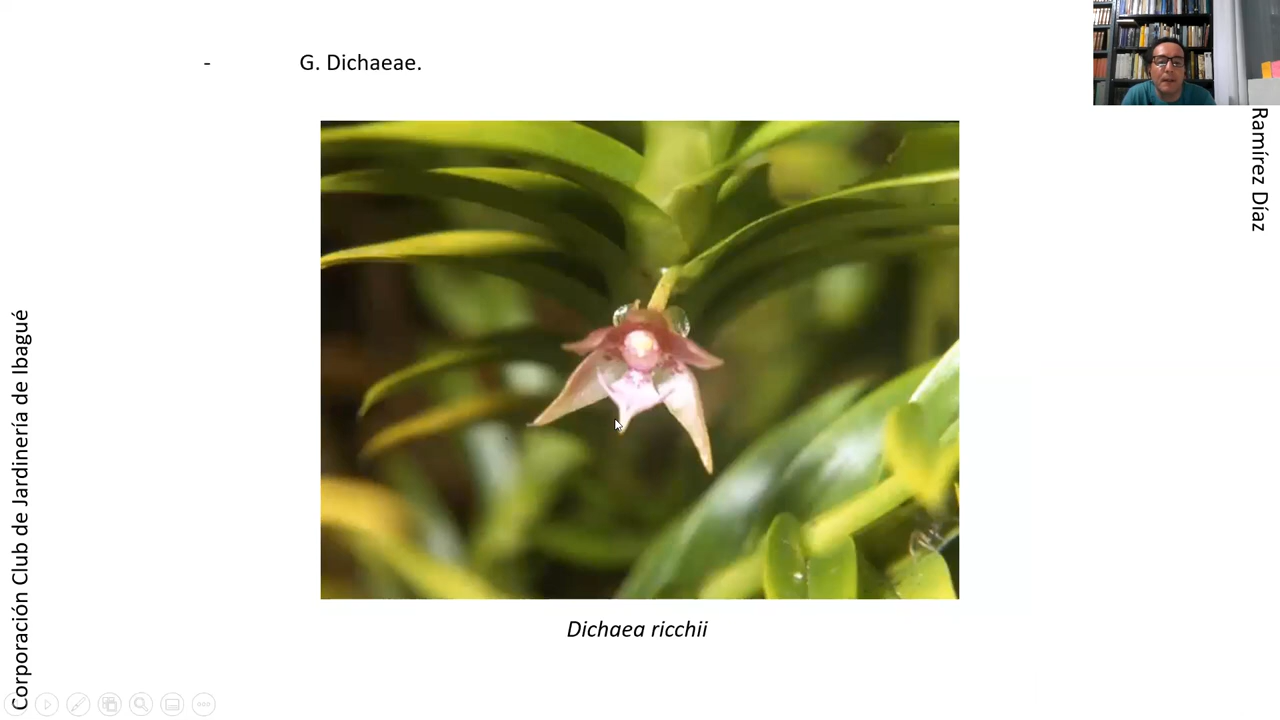 - G. Dichaeae.
Ramírez Díaz
Corporación Club de Jardinería de Ibagué
Dichaea ricchii